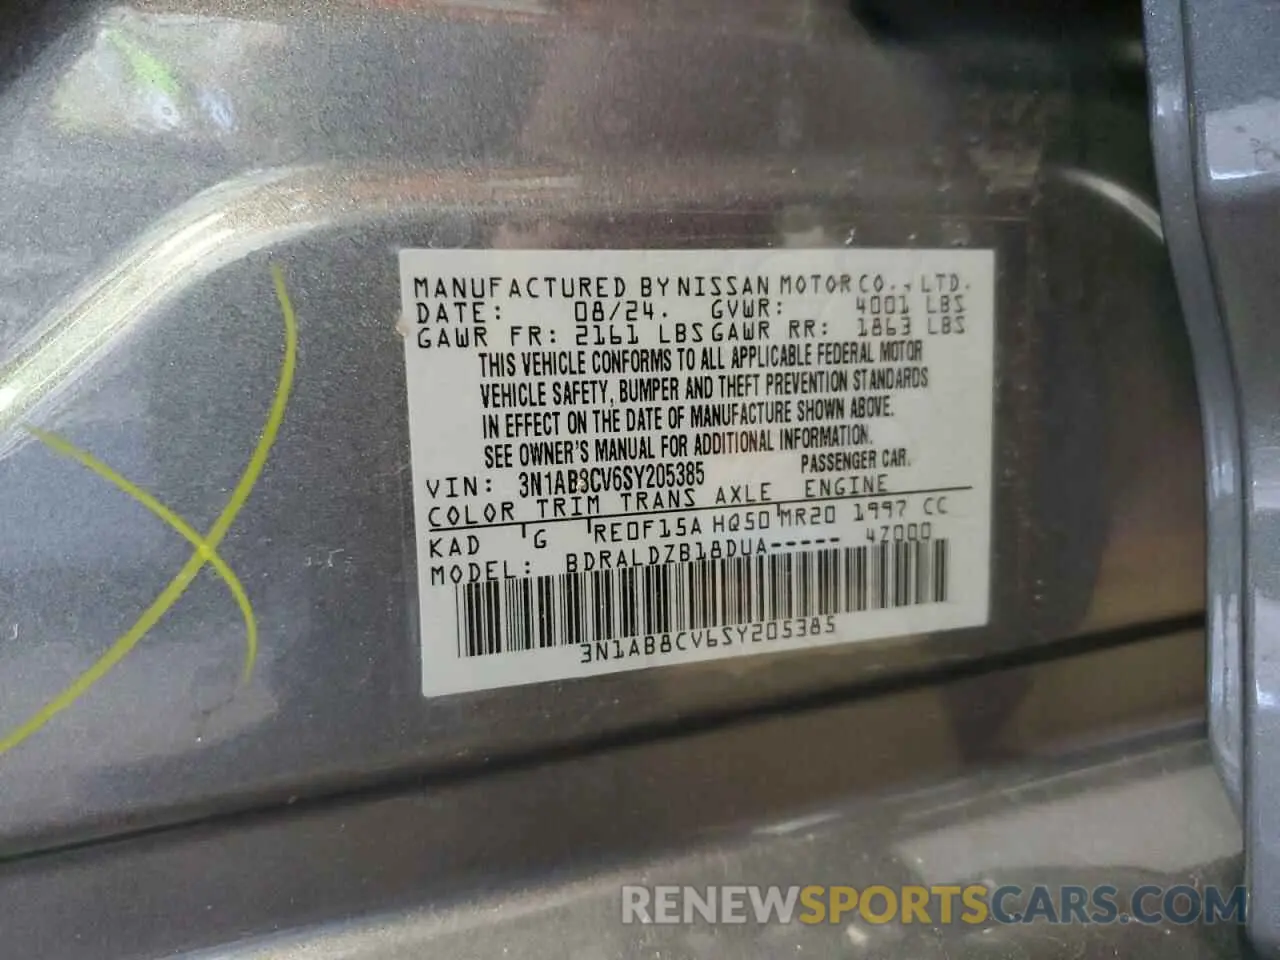 MANUFACTURED BY NISSAN MOTOR CO., LTD.
DATE: 08/24. GVWR: 4001 LBS
GAWR FR: 2161 LBS GAWR RR: 1863 LBS
THIS VEHICLE CONFORMS TO ALL APPLICABLE FEDERAL MOTOR
VEHICLE SAFETY, BUMPER AND THEFT PREVENTION STANDARDS
IN EFFECT ON THE DATE OF MANUFACTURE SHOWN ABOVE.
SEE OWNER'S MANUAL FOR ADDITIONAL INFORMATION.
VIN: 3N1AB8CV6SY205385 PASSENGER CAR.
COLOR TRIM TRANS AXLE ENGINE
KAD G RE0F15A HQ50 MR20 1997 CC
MODEL: BDRALDZB18DUA----- 47000
3N1AB8CV6SY205385
RENEWSPORTSCARS.COM